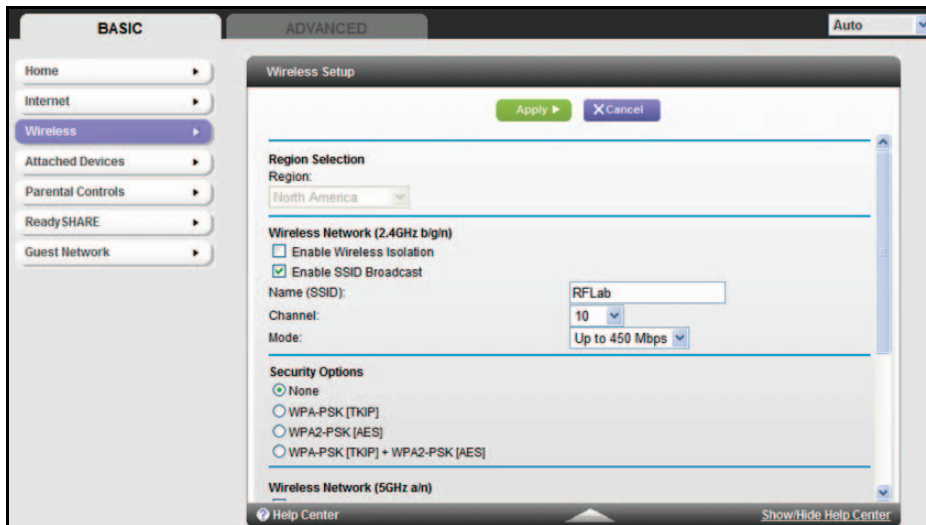 BASIC
ADVANCED
Auto
Home
Internet
Wireless
Attached Devices
Parental Controls
ReadySHARE
Guest Network
Wireless Setup
Apply
X Cancel
Region Selection
Region:
North America
Wireless Network (2.4GHz b/g/n)
Enable Wireless Isolation
Enable SSID Broadcast
Name (SSID): RFLab
Channel: 10
Mode: Up to 450 Mbps
Security Options
None
WPA-PSK [TKIP]
WPA2-PSK [AES]
WPA-PSK [TKIP] + WPA2-PSK [AES]
Wireless Network (5GHz a/n)
Help Center
Show/Hide Help Center